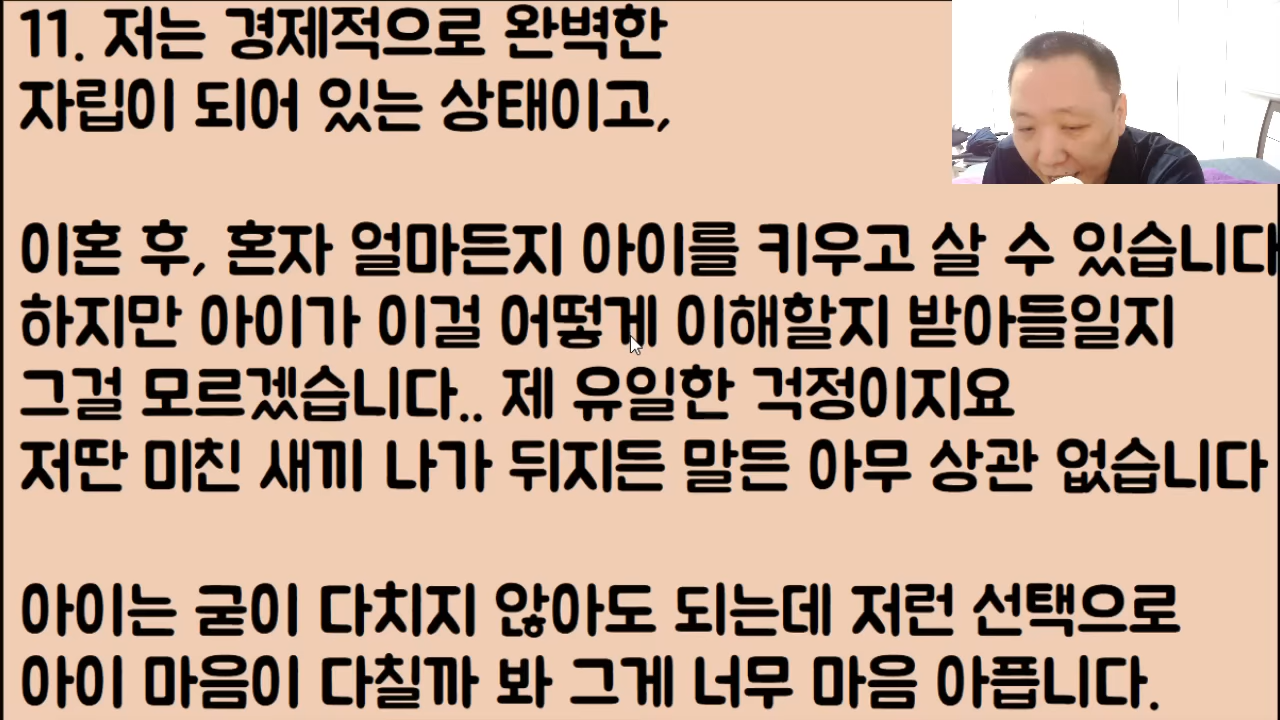 11. 저는 경제적으로 완벽한
자립이 되어 있는 상태이고,
이혼 후, 혼자 얼마든지 아이를 키우고 살 수 있습니다
하지만 아이가 이걸 어떻게 이해할지 받아들일지
그걸 모르겠습니다.. 제 유일한 걱정이지요
저딴 미친 새끼 나가 뒤지든 말든 아무 상관 없습니다
아이는 굳이 다치지 않아도 되는데 저런 선택으로
아이 마음이 다칠까 봐 그게 너무 마음 아픕니다.